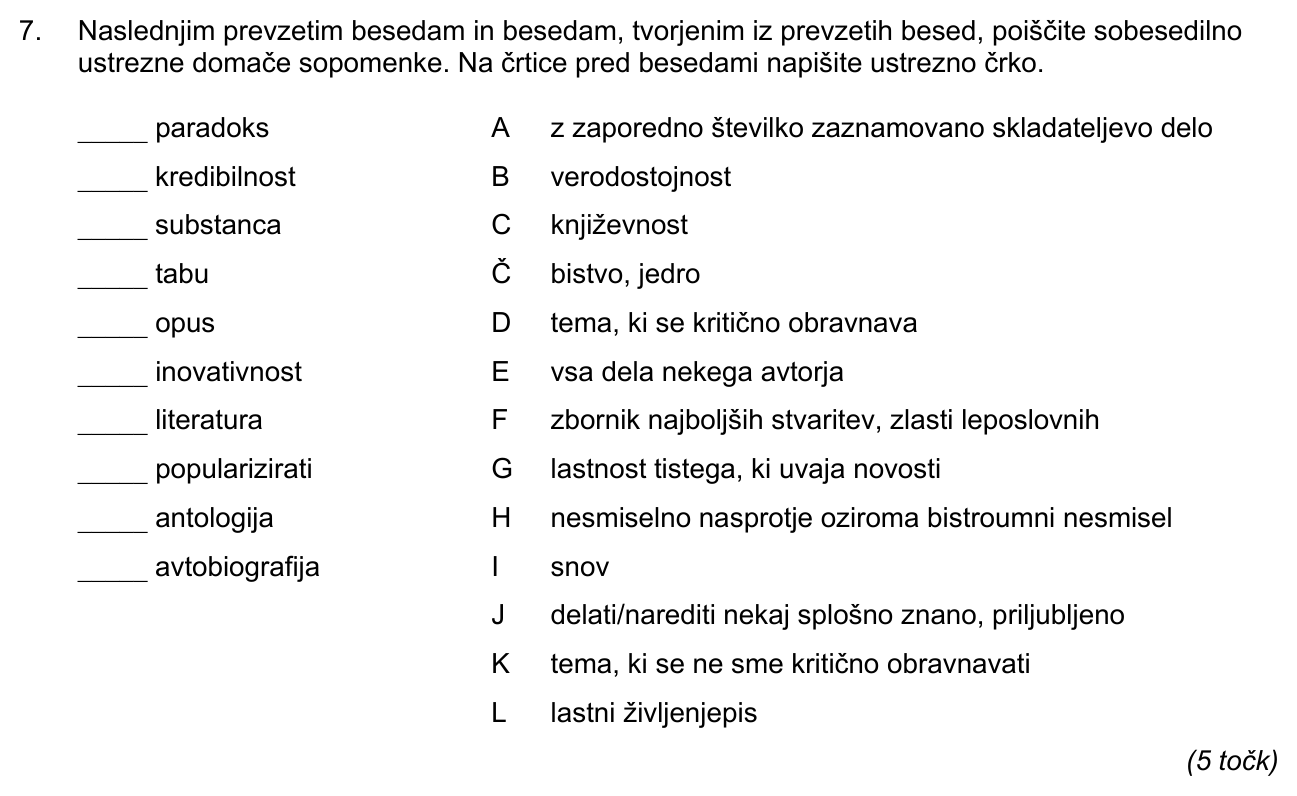 7. Naslednjim prevzetim besedam in besedam, tvorjenim iz prevzetih besed, poiščite sobesedilno
ustrezne domače sopomenke. Na črtice pred besedami napišite ustrezno črko.
_____ paradoks A z zaporedno številko zaznamovano skladateljevo delo
_____ kredibilnost B verodostojnost
_____ substanca C književnost
_____ tabu Č bistvo, jedro
_____ opus D tema, ki se kritično obravnava
_____ inovativnost E vsa dela nekega avtorja
_____ literatura F zbornik najboljših stvaritev, zlasti leposlovnih
_____ popularizirati G lastnost tistega, ki uvaja novosti
_____ antologija H nesmiselno nasprotje oziroma bistroumni nesmisel
_____ avtobiografija I snov
J delati/narediti nekaj splošno znano, priljubljeno
K tema, ki se ne sme kritično obravnavati
L lastni življenjepis
(5 točk)